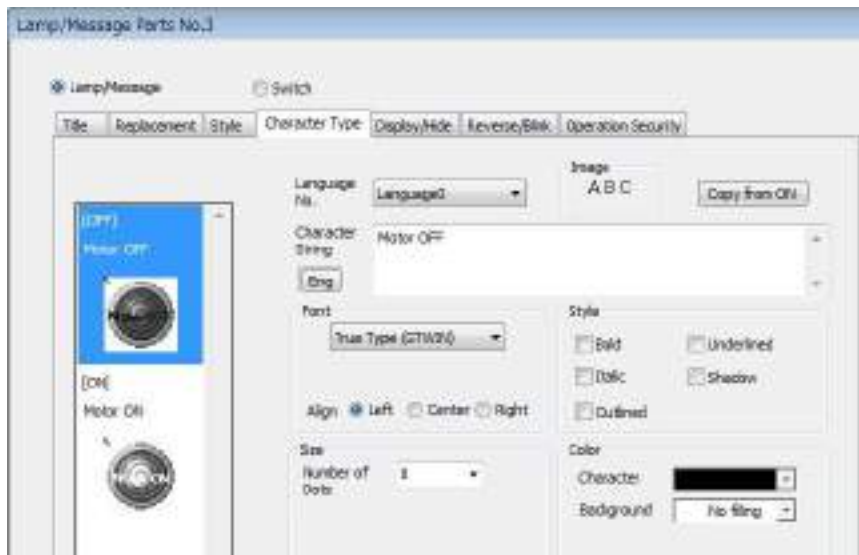 Lamp/Message Parts No.1
Lamp/Message Switch
Title Replacement Style Character Type Display/Hide Reverse/Blink Operation Security
Language No. Language0
Image
A B C
Copy from ON
[OFF]
Motor OFF
Character String Motor OFF
Eng
Font
True Type (GTWIN)
Align Left Center Right
Style
Bold Underlined
Italic Shadow
Outlined
[ON]
Motor ON
Size
Number of Dots
Color
Character
Background No filling